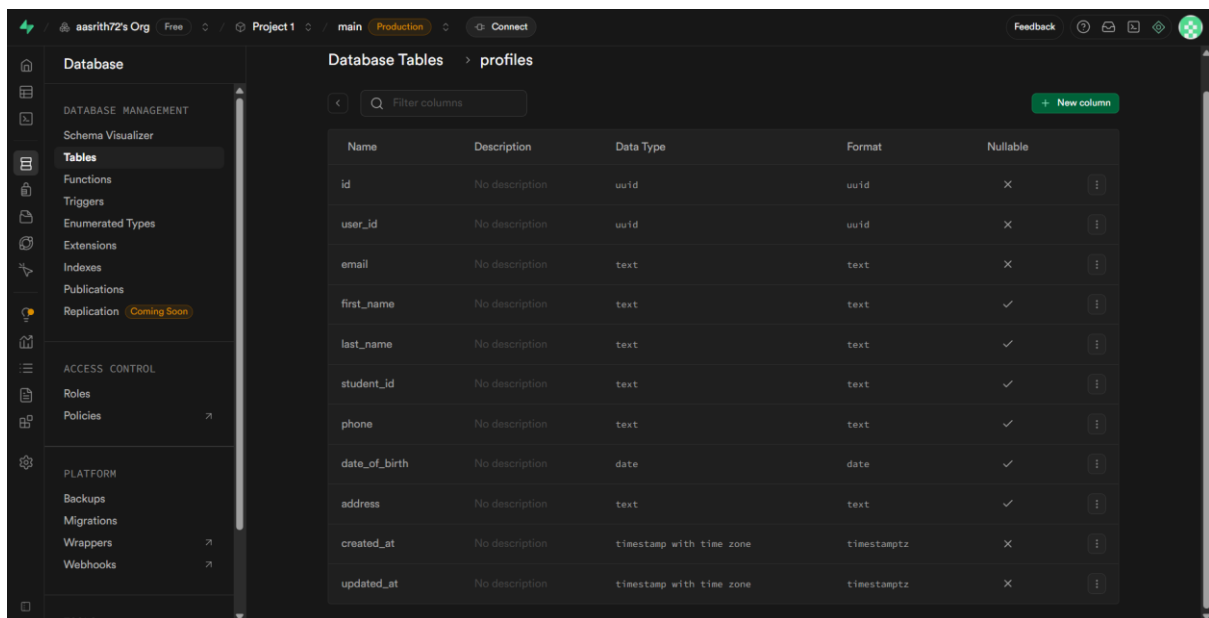 aasrith72's Org Free / Project 1 / main Production Connect Feedback
Database
DATABASE MANAGEMENT
Schema Visualizer
Tables
Functions
Triggers
Enumerated Types
Extensions
Indexes
Publications
Replication Coming Soon
ACCESS CONTROL
Roles
Policies
PLATFORM
Backups
Migrations
Wrappers
Webhooks
Database Tables > profiles
Filter columns
+ New column
Name Description Data Type Format Nullable
id No description uuid uuid
user_id No description uuid uuid
email No description text text
first_name No description text text
last_name No description text text
student_id No description text text
phone No description text text
date_of_birth No description date date
address No description text text
created_at No description timestamp with time zone timestamptz
updated_at No description timestamp with time zone timestamptz